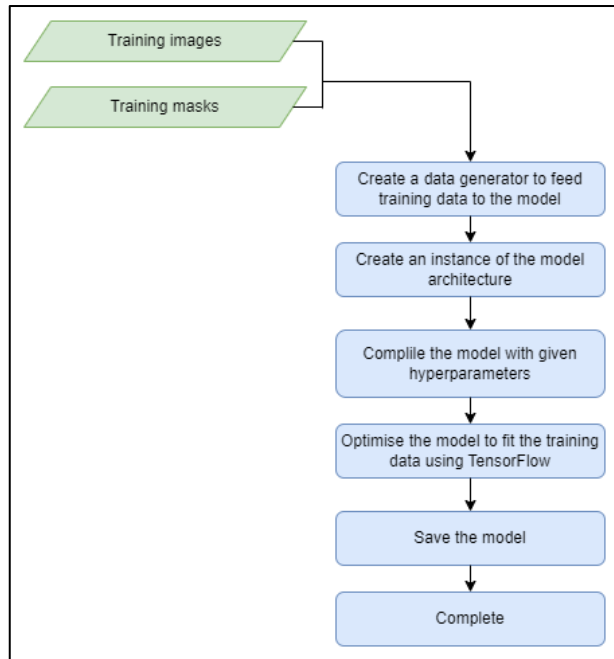 Training images
Training masks
Create a data generator to feed
training data to the model
Create an instance of the model
architecture
Complile the model with given
hyperparameters
Optimise the model to fit the training
data using TensorFlow
Save the model
Complete